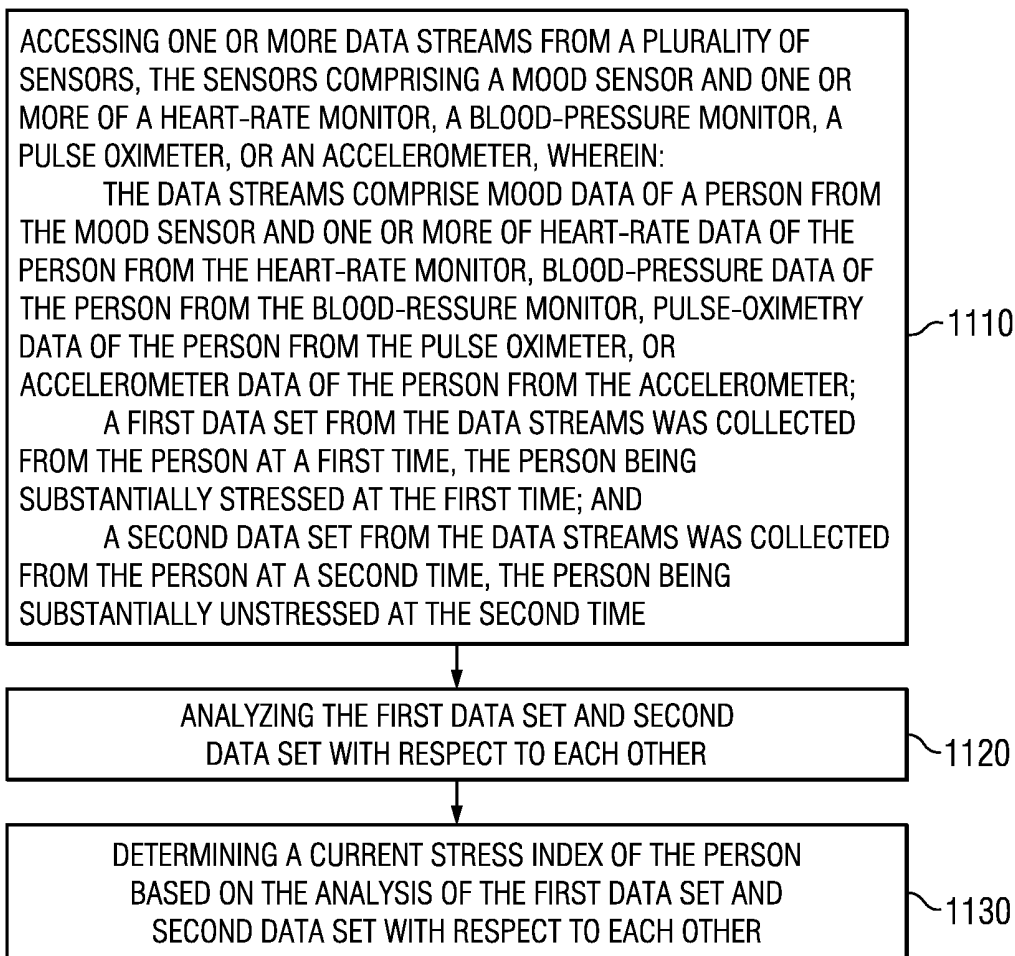 ACCESSING ONE OR MORE DATA STREAMS FROM A PLURALITY OF
SENSORS, THE SENSORS COMPRISING A MOOD SENSOR AND ONE OR
MORE OF A HEART-RATE MONITOR, A BLOOD-PRESSURE MONITOR, A
PULSE OXIMETER, OR AN ACCELEROMETER, WHEREIN:
THE DATA STREAMS COMPRISE MOOD DATA OF A PERSON FROM
THE MOOD SENSOR AND ONE OR MORE OF HEART-RATE DATA OF THE
PERSON FROM THE HEART-RATE MONITOR, BLOOD-PRESSURE DATA OF
THE PERSON FROM THE BLOOD-RESSURE MONITOR, PULSE-OXIMETRY
DATA OF THE PERSON FROM THE PULSE OXIMETER, OR
ACCELEROMETER DATA OF THE PERSON FROM THE ACCELEROMETER;
A FIRST DATA SET FROM THE DATA STREAMS WAS COLLECTED
FROM THE PERSON AT A FIRST TIME, THE PERSON BEING
SUBSTANTIALLY STRESSED AT THE FIRST TIME; AND
A SECOND DATA SET FROM THE DATA STREAMS WAS COLLECTED
FROM THE PERSON AT A SECOND TIME, THE PERSON BEING
SUBSTANTIALLY UNSTRESSED AT THE SECOND TIME
1110
ANALYZING THE FIRST DATA SET AND SECOND
DATA SET WITH RESPECT TO EACH OTHER
1120
DETERMINING A CURRENT STRESS INDEX OF THE PERSON
BASED ON THE ANALYSIS OF THE FIRST DATA SET AND
SECOND DATA SET WITH RESPECT TO EACH OTHER
1130